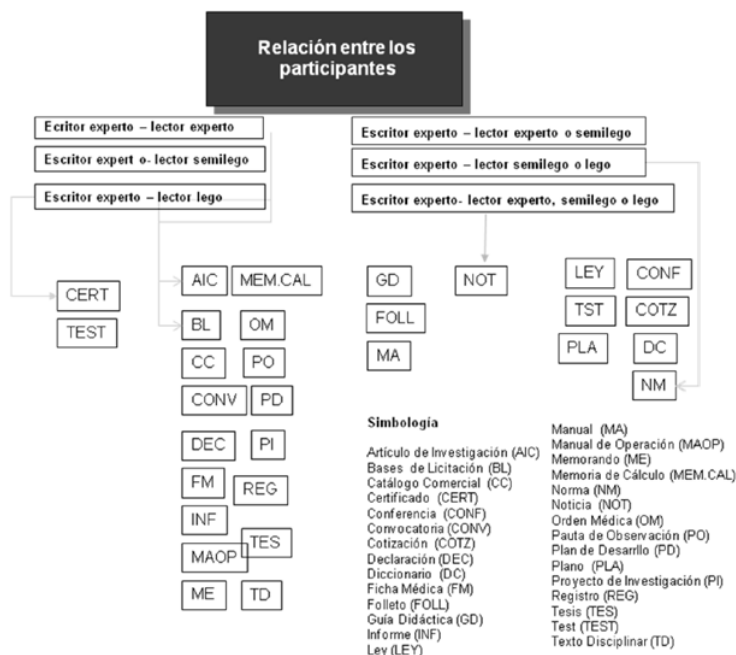 Relación entre los
participantes
Ecritor experto – lector experto
Escritor expert o- lector semilego
Escritor experto – lector lego
Escritor experto – lector experto o semilego
Escritor experto – lector semilego o lego
Escritor experto- lector experto, semilego o lego
CERT
TEST
AIC MEM.CAL
BL OM
CC PO
CONV PD
DEC PI
FM REG
INF
TES
MAOP
ME TD
GD
FOLL
MA
NOT
LEY CONF
TST COTZ
PLA DC
NM
Simbología
Artículo de Investigación (AIC)
Bases de Licitación (BL)
Catálogo Comercial (CC)
Certificado (CERT)
Conferencia (CONF)
Convocatoria (CONV)
Cotización (COTZ)
Declaración (DEC)
Diccionario (DC)
Ficha Médica (FM)
Folleto (FOLL)
Guía Didáctica (GD)
Informe (INF)
Ley (LEY)
Manual (MA)
Manual de Operación (MAOP)
Memorando (ME)
Memoria de Cálculo (MEM.CAL)
Norma (NM)
Noticia (NOT)
Orden Médica (OM)
Pauta de Observación (PO)
Plan de Desarrllo (PD)
Plano (PLA)
Proyecto de Investigación (PI)
Registro (REG)
Tesis (TES)
Test (TEST)
Texto Disciplinar (TD)